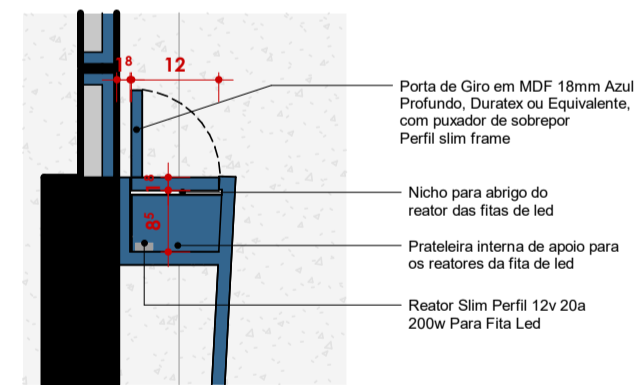 1⁸ 12
Porta de Giro em MDF 18mm Azul
Profundo, Duratex ou Equivalente,
com puxador de sobrepor
Perfil slim frame
1⁸
Nicho para abrigo do
reator das fitas de led
8⁵
Prateleira interna de apoio para
os reatores da fita de led
Reator Slim Perfil 12v 20a
200w Para Fita Led